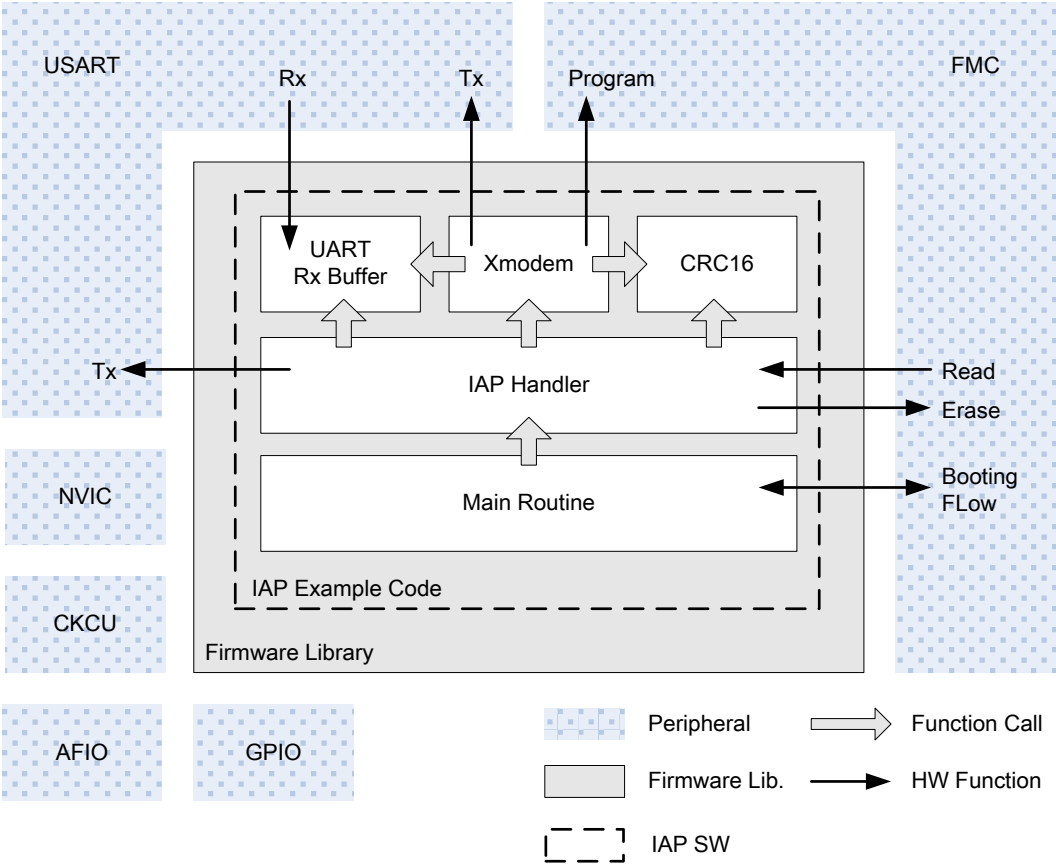 USART
FMC
Rx
Tx
Program
UART
Rx Buffer
Xmodem
CRC16
Tx
IAP Handler
Read
Erase
NVIC
Main Routine
Booting
FLow
IAP Example Code
CKCU
Firmware Library
AFIO
GPIO
Peripheral
Function Call
Firmware Lib.
HW Function
IAP SW